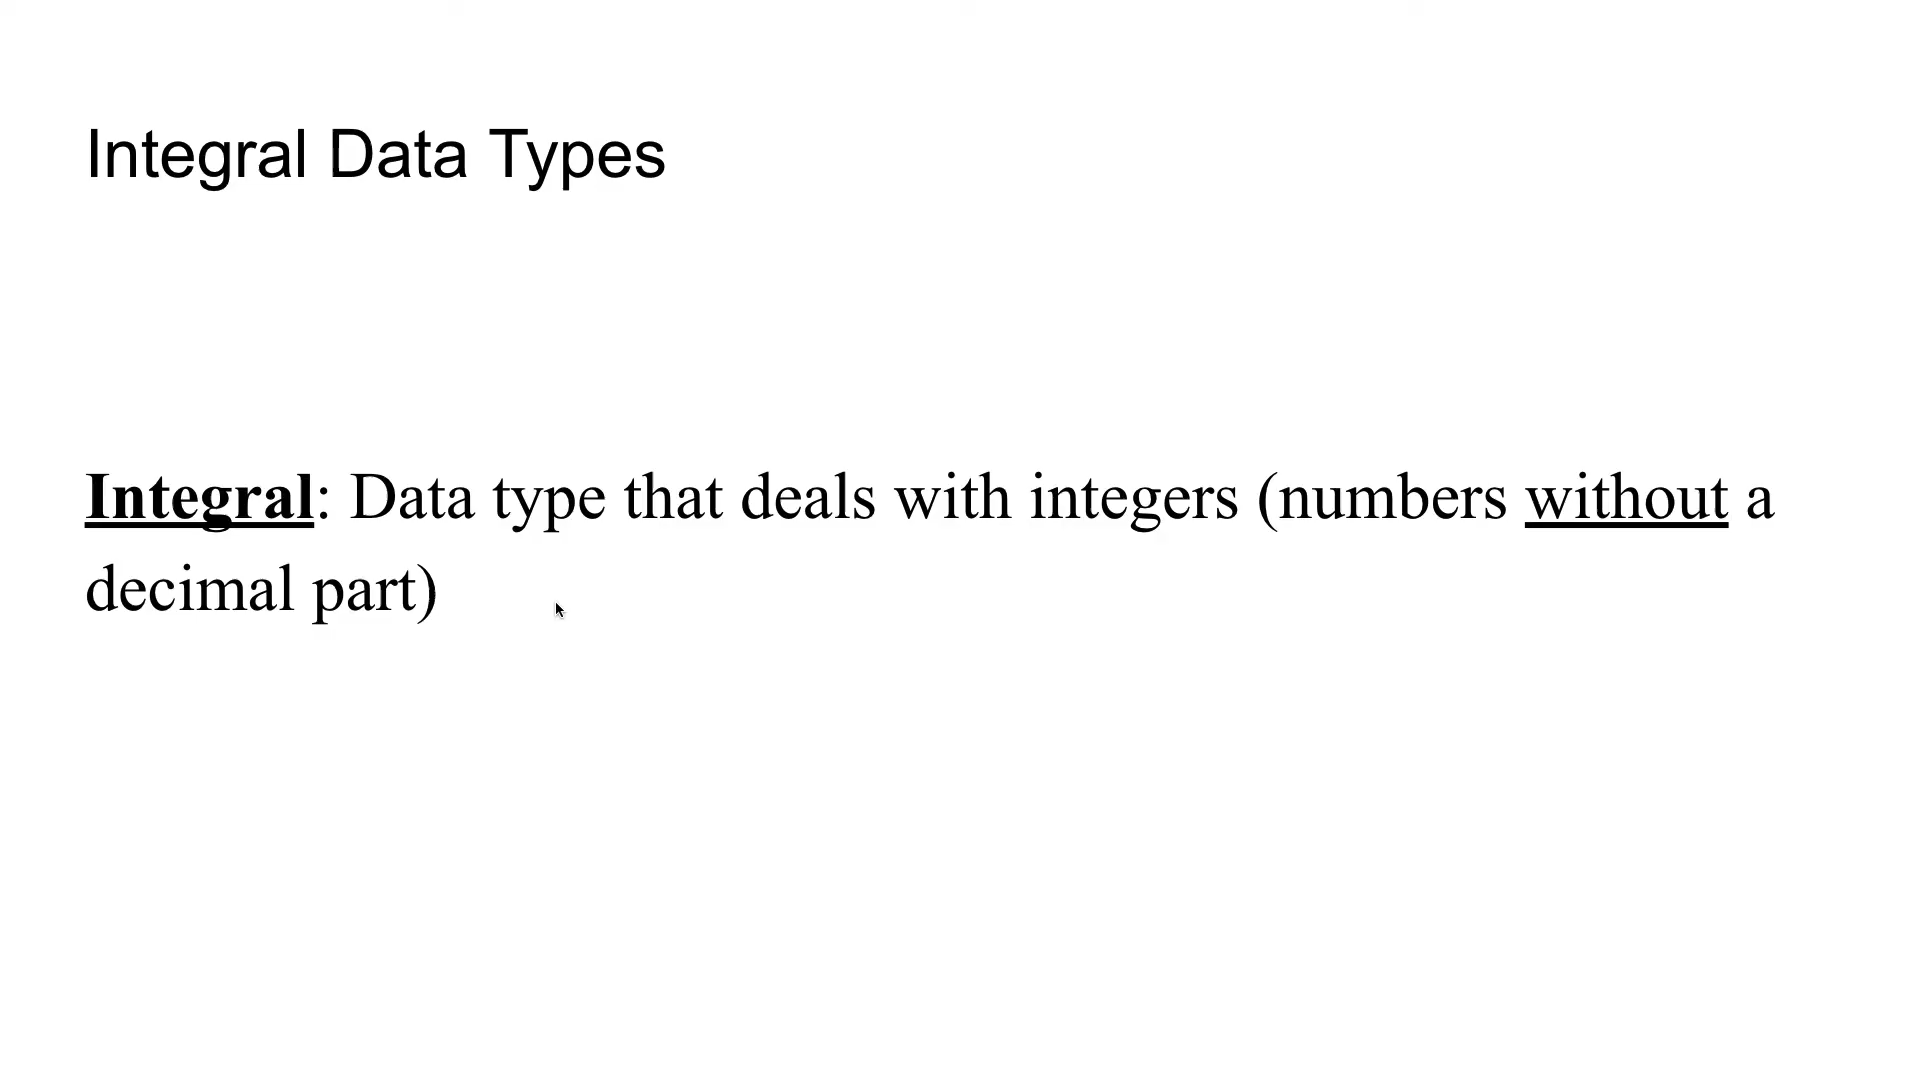 Integral Data Types
Integral: Data type that deals with integers (numbers without a
decimal part)